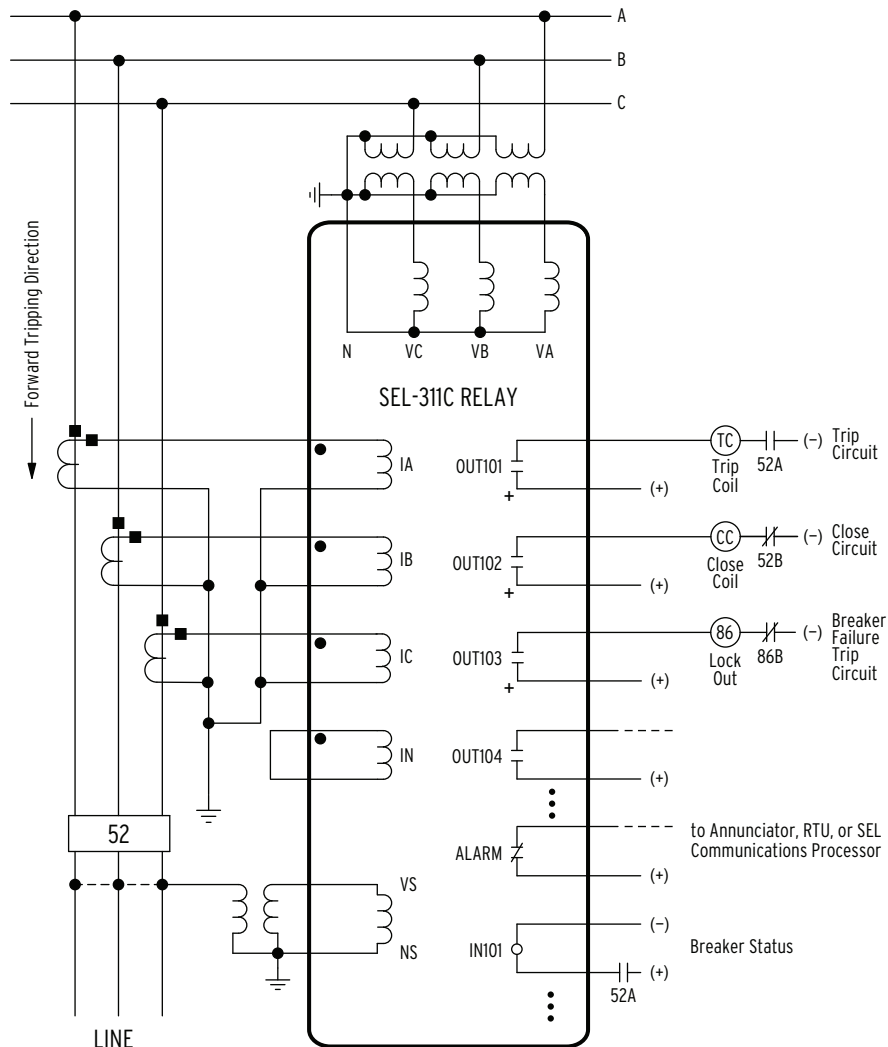 A
B
C
Forward Tripping Direction
N VC VB VA
SEL-311C RELAY
IA
OUT101
+
TC
Trip
Coil
52A
(–) Trip
Circuit
(+)
IB
OUT102
+
CC
Close
Coil
52B
(–) Close
Circuit
(+)
IC
OUT103
+
86
Lock
Out
86B
(–) Breaker
Failure
Trip
Circuit
(+)
IN
OUT104
(+)
52
ALARM
to Annunciator, RTU, or SEL
Communications Processor
(+)
VS
NS
IN101
(–)
Breaker Status
52A
(+)
LINE